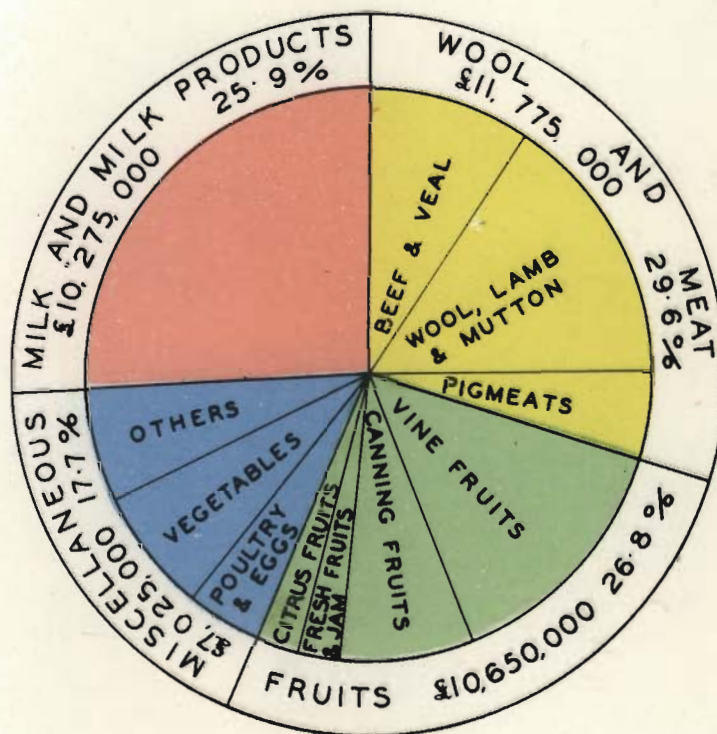 MILK AND MILK PRODUCTS
£10,275,000 25·9%
WOOL AND MEAT
£11,775,000 29·6%
BEEF & VEAL
WOOL, LAMB
& MUTTON
PIGMEATS
VINE FRUITS
CANNING FRUITS
FRESH FRUITS
& JAM
CITRUS FRUITS
FRUITS £10,650,000 26·8%
POULTRY
& EGGS
VEGETABLES
OTHERS
MISCELLANEOUS
£7,025,000 17·7%